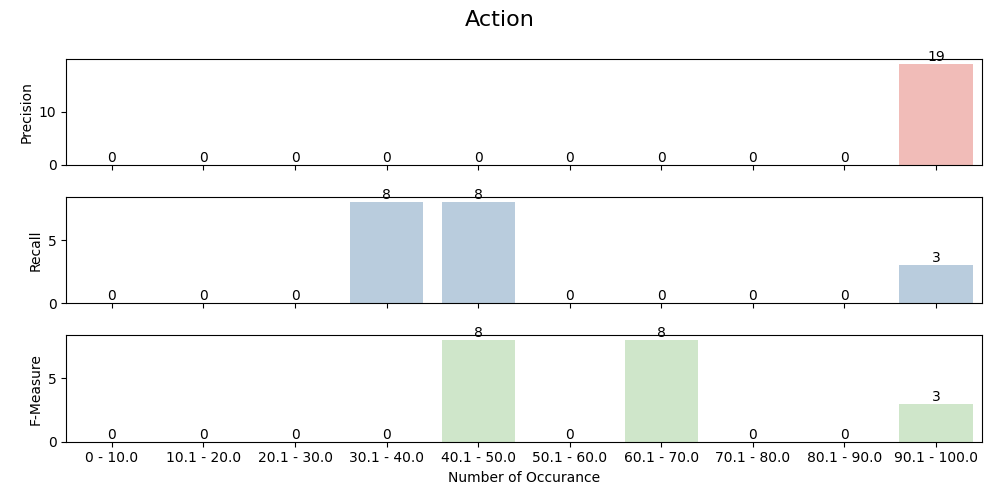 Action
Precision
10
0
0 0 0 0 0 0 0 0 0 19
Recall
5
0
0 0 0 8 8 0 0 0 0 3
F-Measure
5
0
0 0 0 0 8 0 8 0 0 3
0 - 10.0 10.1 - 20.0 20.1 - 30.0 30.1 - 40.0 40.1 - 50.0 50.1 - 60.0 60.1 - 70.0 70.1 - 80.0 80.1 - 90.0 90.1 - 100.0
Number of Occurance